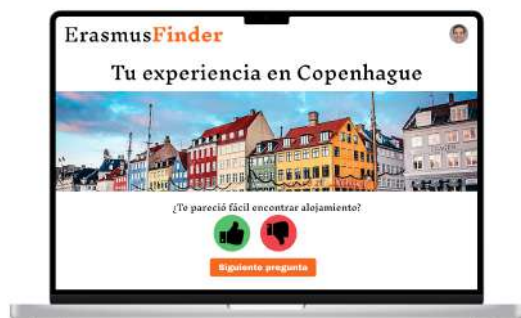 ErasmusFinder
Tu experiencia en Copenhague
¿Te pareció fácil encontrar alojamiento?
Siguiente pregunta